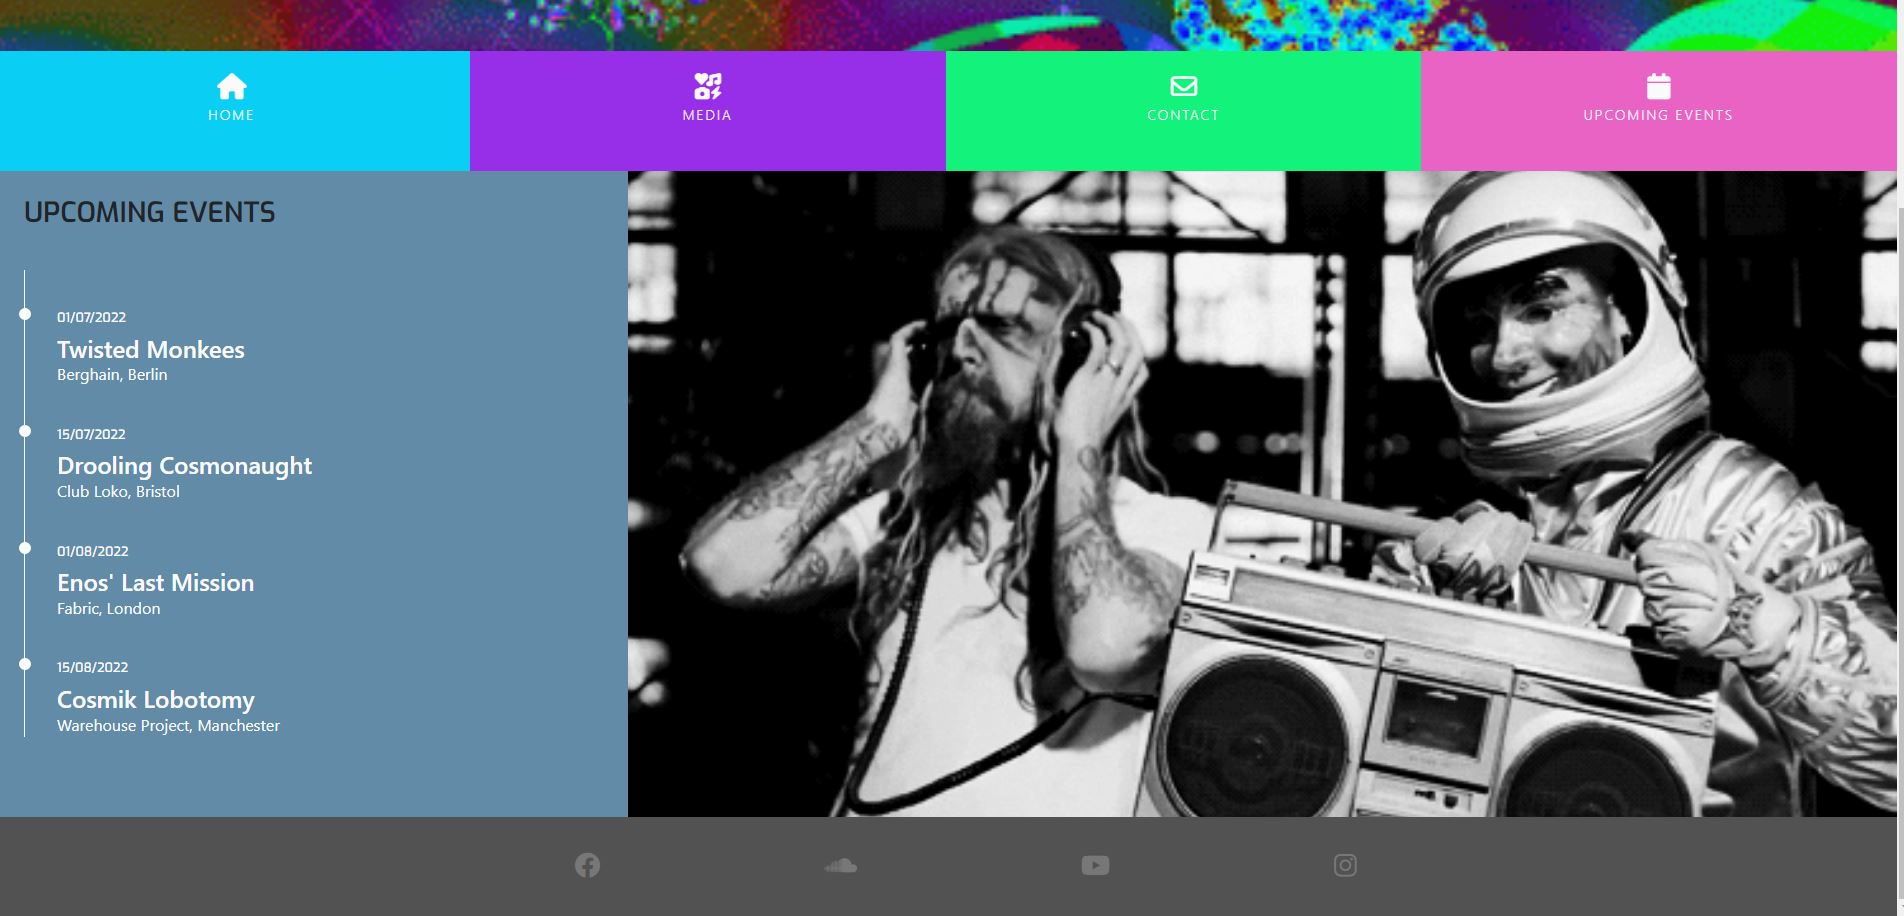 HOME
MEDIA
CONTACT
UPCOMING EVENTS
UPCOMING EVENTS
01/07/2022
Twisted Monkees
Berghain, Berlin
15/07/2022
Drooling Cosmonaught
Club Loko, Bristol
01/08/2022
Enos' Last Mission
Fabric, London
15/08/2022
Cosmik Lobotomy
Warehouse Project, Manchester